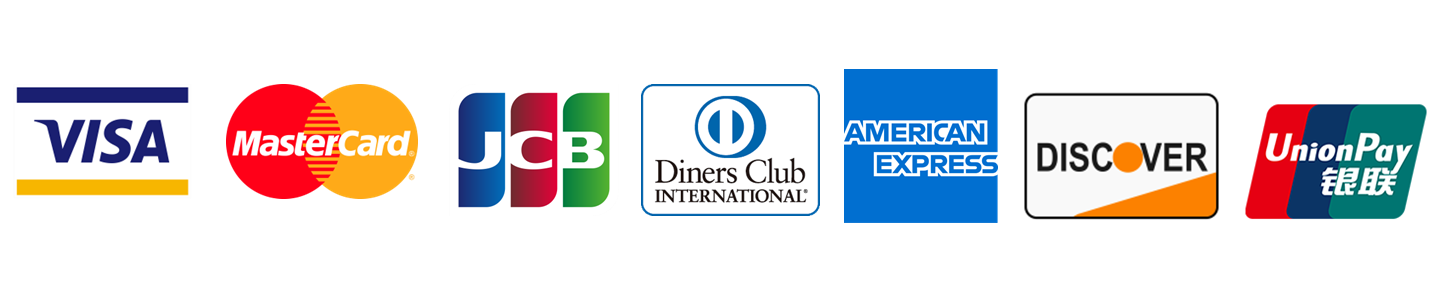 VISA
MasterCard®
JCB
Diners Club
INTERNATIONAL®
AMERICAN
EXPRESS
DISCOVER
UnionPay
银联